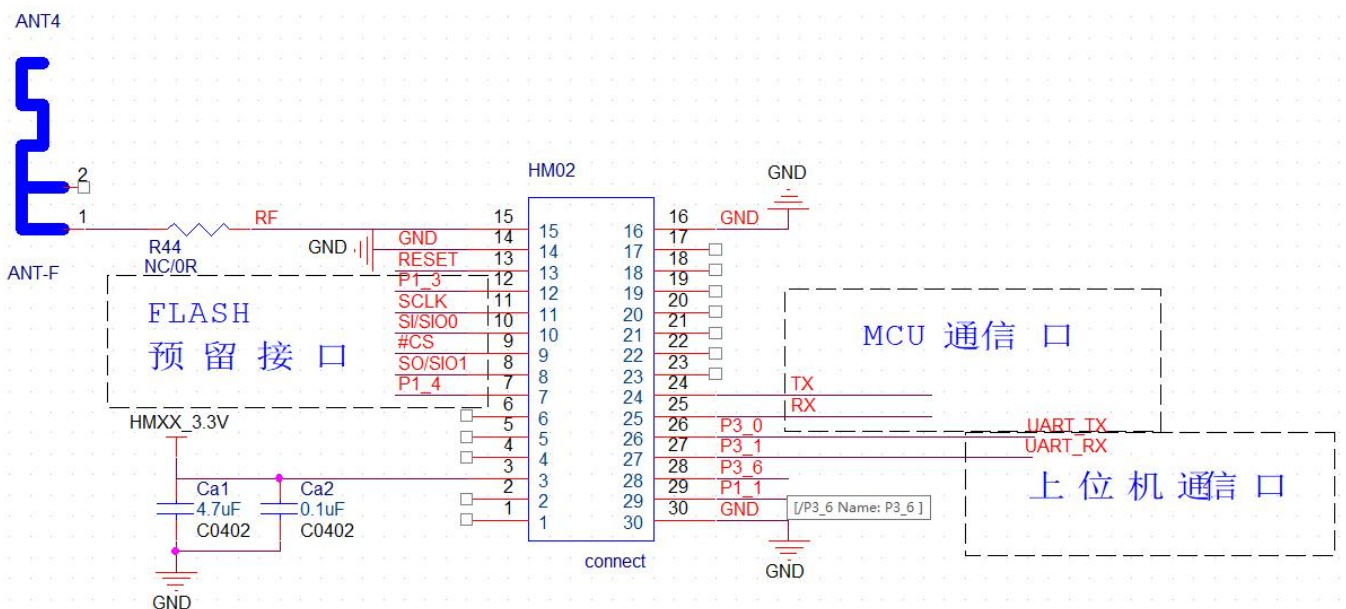 ANT4
2
1
ANT-F
RF
R44
NC/0R
HM02
GND
GND
15
14
13
12
11
10
9
8
7
6
5
4
3
2
1
GND
RESET
P1_3
SCLK
SI/SIO0
#CS
SO/SIO1
P1_4
FLASH
预留接口
HMXX_3.3V
Ca1
4.7uF
C0402
Ca2
0.1uF
C0402
GND
15
14
13
12
11
10
9
8
7
6
5
4
3
2
1
16
17
18
19
20
21
22
23
24
25
26
27
28
29
30
16
17
18
19
20
21
22
23
24
25
26
27
28
29
30
GND
TX
RX
P3_0
P3_1
P3_6
P1_1
GND
MCU 通信口
UART_TX
UART_RX
上位机通信口
[/P3_6 Name: P3_6 ]
GND
connect